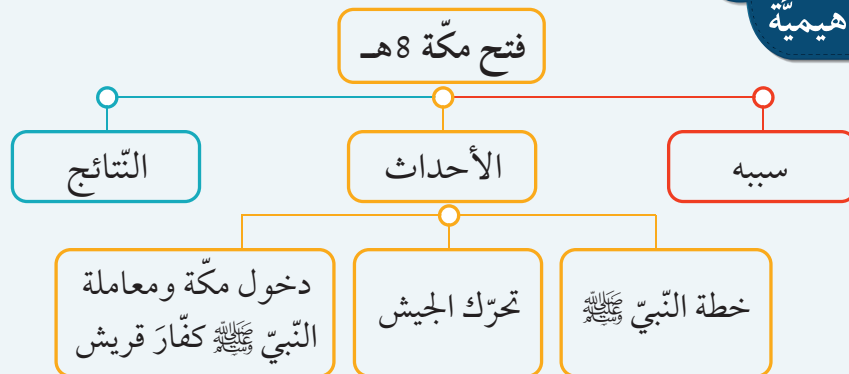 هيميَّة
فتح مكّة 8هـ
سببه
الأحداث
النّتائج
خطة النّبيّ ﷺ
تحرّك الجيش
دخول مكّة ومعاملة
النّبيّ ﷺ كفّارَ قريش